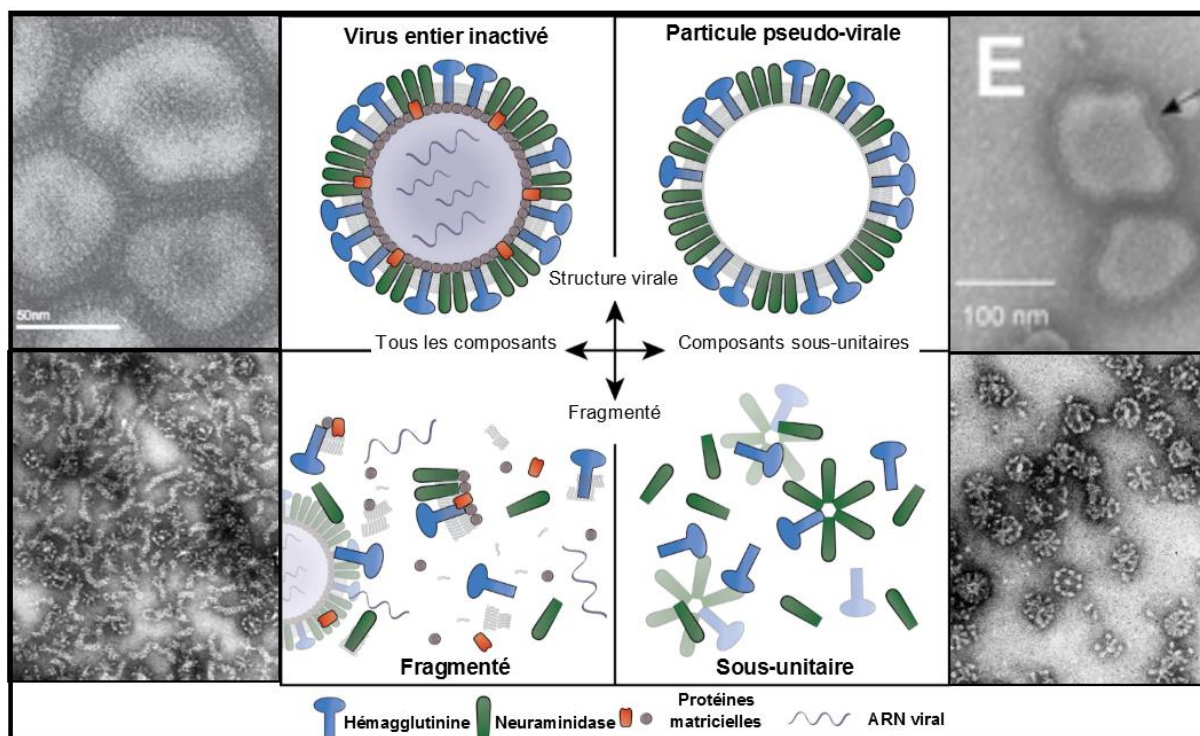 Virus entier inactivé
Particule pseudo-virale
E
50nm
100 nm
Structure virale
Tous les composants
Composants sous-unitaires
Fragmenté
Fragmenté
Sous-unitaire
Hémagglutinine
Neuraminidase
Protéines
matricielles
ARN viral